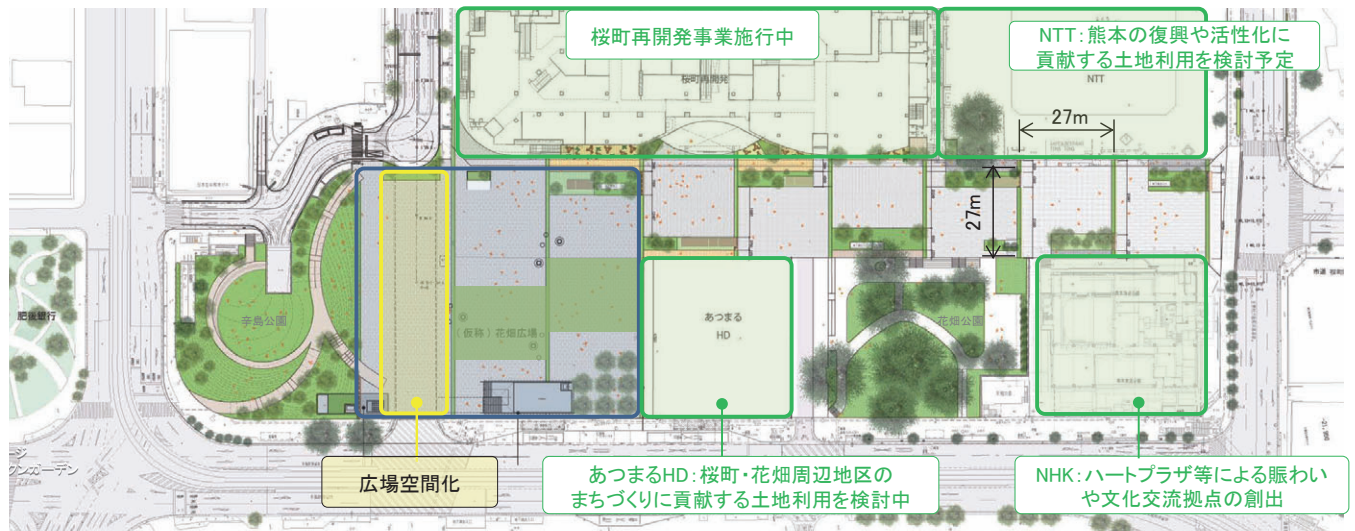 桜町再開発事業施行中
NTT：熊本の復興や活性化に
貢献する土地利用を検討予定
桜町再開発
NTT
27m
27m
肥後銀行
辛島公園
（仮称）花畑広場
あつまる
HD
花畑公園
広場空間化
あつまるHD：桜町・花畑周辺地区の
まちづくりに貢献する土地利用を検討中
NHK：ハートプラザ等による賑わい
や文化交流拠点の創出